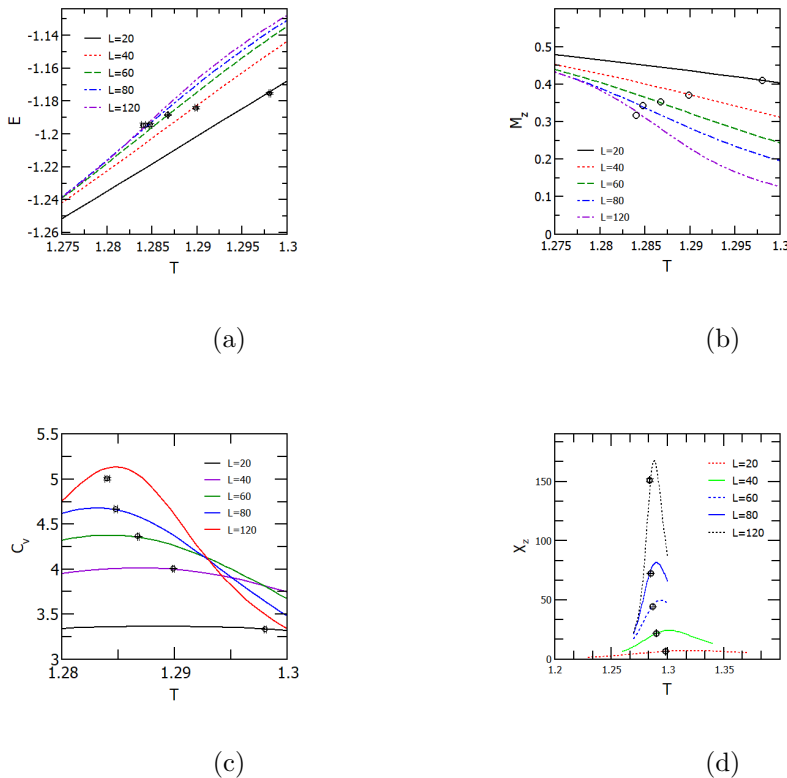 -1.14
-1.16
-1.18
-1.2
-1.22
-1.24
-1.26
E
L=20
L=40
L=60
L=80
L=120
1.275
1.28
1.285
1.29
1.295
1.3
T
(a)
0.5
0.4
0.3
0.2
0.1
0
M_z
L=20
L=40
L=60
L=80
L=120
1.275
1.28
1.285
1.29
1.295
1.3
T
(b)
5.5
5
4.5
4
3.5
3
C_v
L=20
L=40
L=60
L=80
L=120
1.28
1.29
1.3
T
(c)
150
100
50
0
X_z
L=20
L=40
L=60
L=80
L=120
1.2
1.25
1.3
1.35
T
(d)